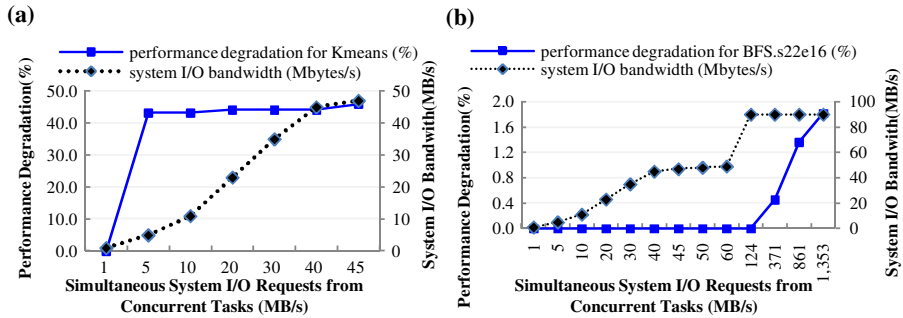 (a)
performance degradation for Kmeans (%)
system I/O bandwidth (Mbytes/s)
Performance Degradation(%)
50.0
40.0
30.0
20.0
10.0
0.0
50
40
30
20
10
0
System I/O Bandwith(MB/s)
1 5 10 20 30 40 45
Simultaneous System I/O Requests from
Concurrent Tasks (MB/s)
(b)
performance degradation for BFS.s22e16 (%)
system I/O bandwidth (Mbytes/s)
Performance Degradation(%)
2.0
1.6
1.2
0.8
0.4
0.0
100
80
60
40
20
0
System I/O Bandwith(MB/s)
1 5 10 20 30 40 45 50 60 124 371 861 1,353
Simultaneous System I/O Requests from
Concurrent Tasks (MB/s)